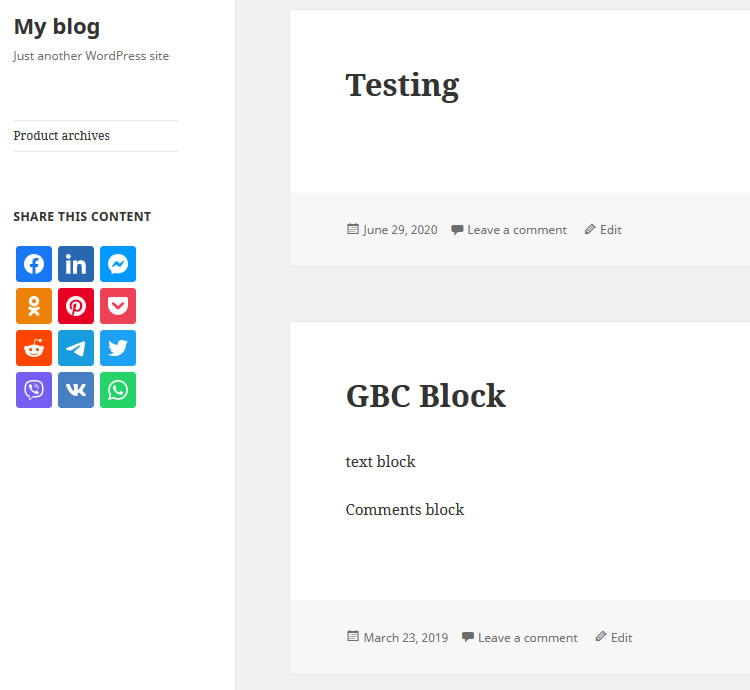 My blog
Just another WordPress site
Product archives
SHARE THIS CONTENT
Testing
June 29, 2020 Leave a comment Edit
GBC Block
text block
Comments block
March 23, 2019 Leave a comment Edit